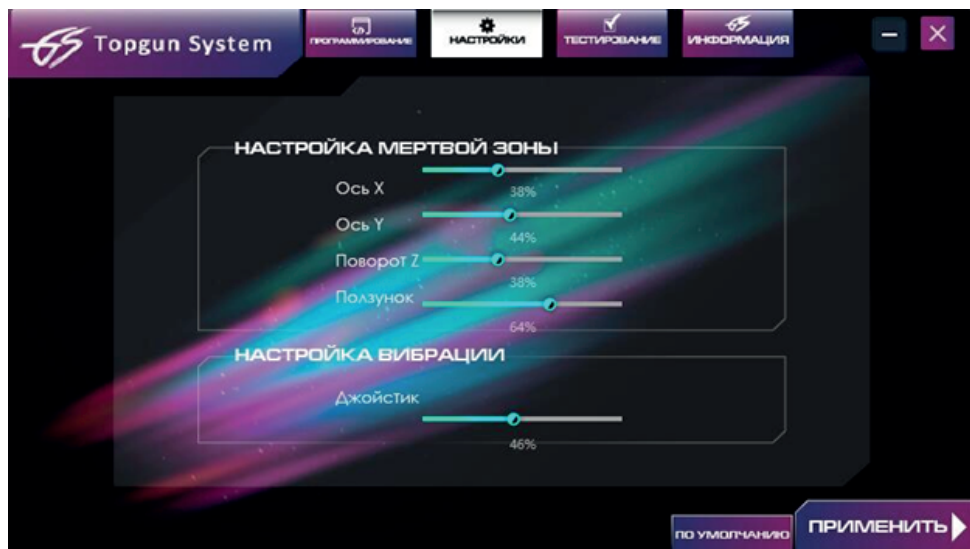 Topgun System
ПРОГРАММИРОВАНИЕ
НАСТРОЙКИ
ТЕСТИРОВАНИЕ
ИНФОРМАЦИЯ
НАСТРОЙКА МЕРТВОЙ ЗОНЫ
Ось X
38%
Ось Y
44%
Поворот Z
38%
Ползунок
64%
НАСТРОЙКА ВИБРАЦИИ
Джойстик
46%
ПО УМОЛЧАНИЮ
ПРИМЕНИТЬ